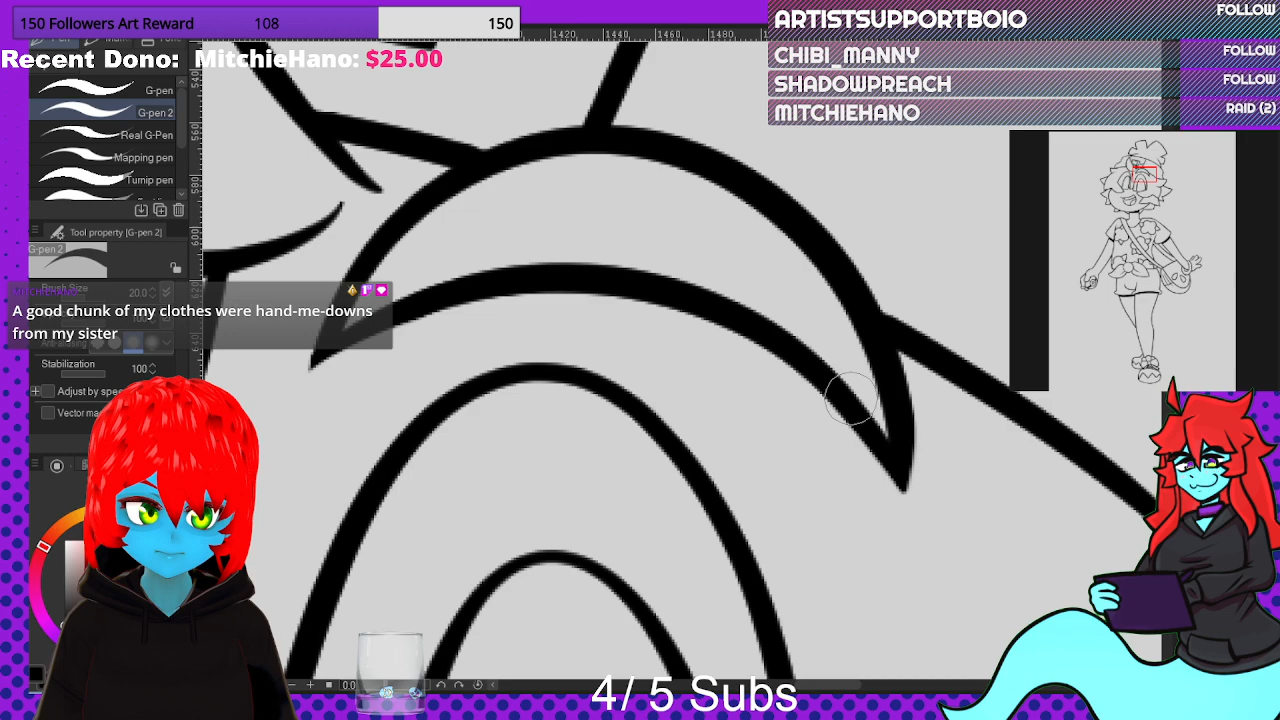 150 Followers Art Reward 108 150
Recent Dono: MitchieHano: $25.00
ARTISTSUPPORTBOIO FOLLOW
CHIBI_MANNY FOLLOW
SHADOWPREACH FOLLOW
MITCHIEHANO RAID (2)
1420 1440 1460 1480
G-pen
G-pen 2
Real G-Pen
Mapping pen
Turnip pen
Tool property [G-pen 2]
G-pen 2
Brush Size 20.0
MITCHIEHANO
A good chunk of my clothes were hand-me-downs
from my sister
Stabilization 100
Adjust by spe
Vector ma
4/ 5 Subs